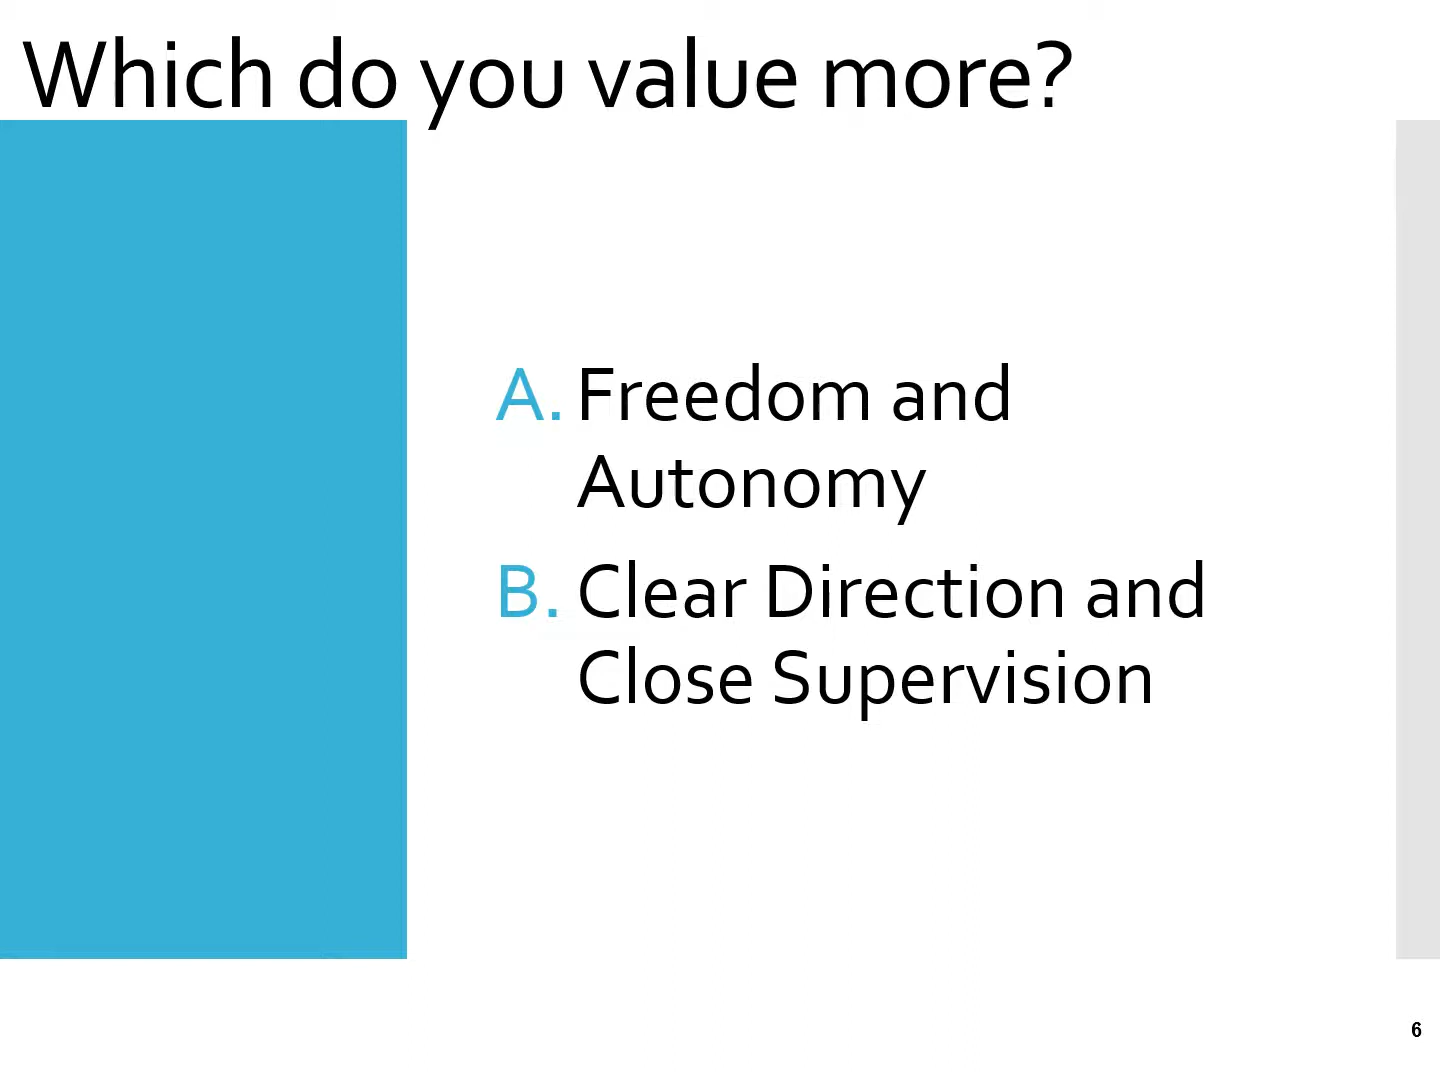 Which do you value more?
A. Freedom and
Autonomy
B. Clear Direction and
Close Supervision
6